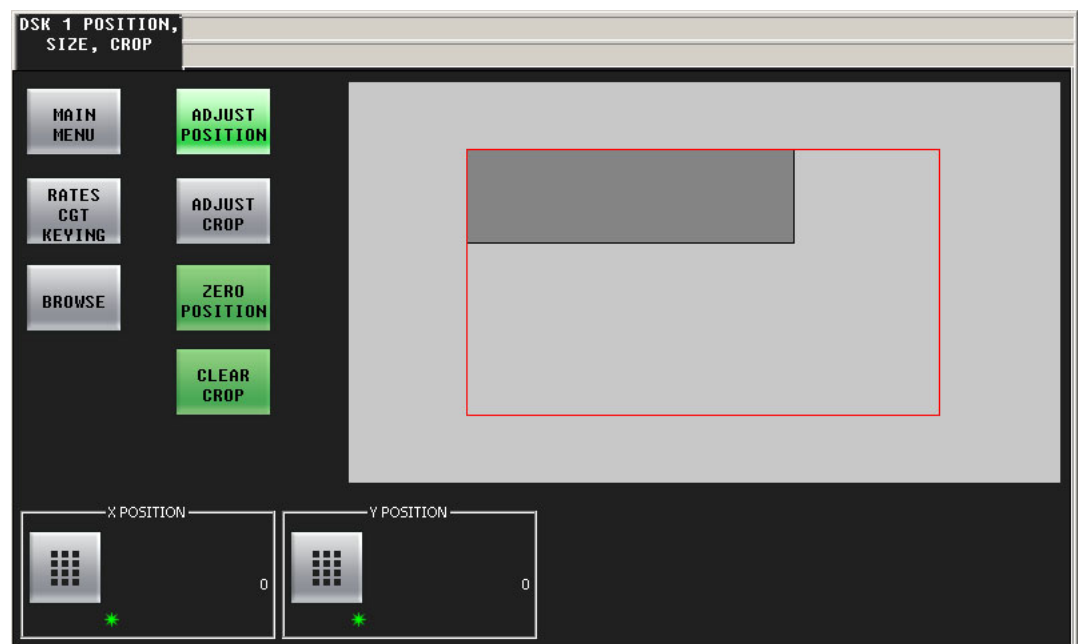 DSK 1 POSITION,
SIZE, CROP
MAIN
MENU
ADJUST
POSITION
RATES
CGT
KEYING
ADJUST
CROP
BROWSE
ZERO
POSITION
CLEAR
CROP
X POSITION
0
Y POSITION
0